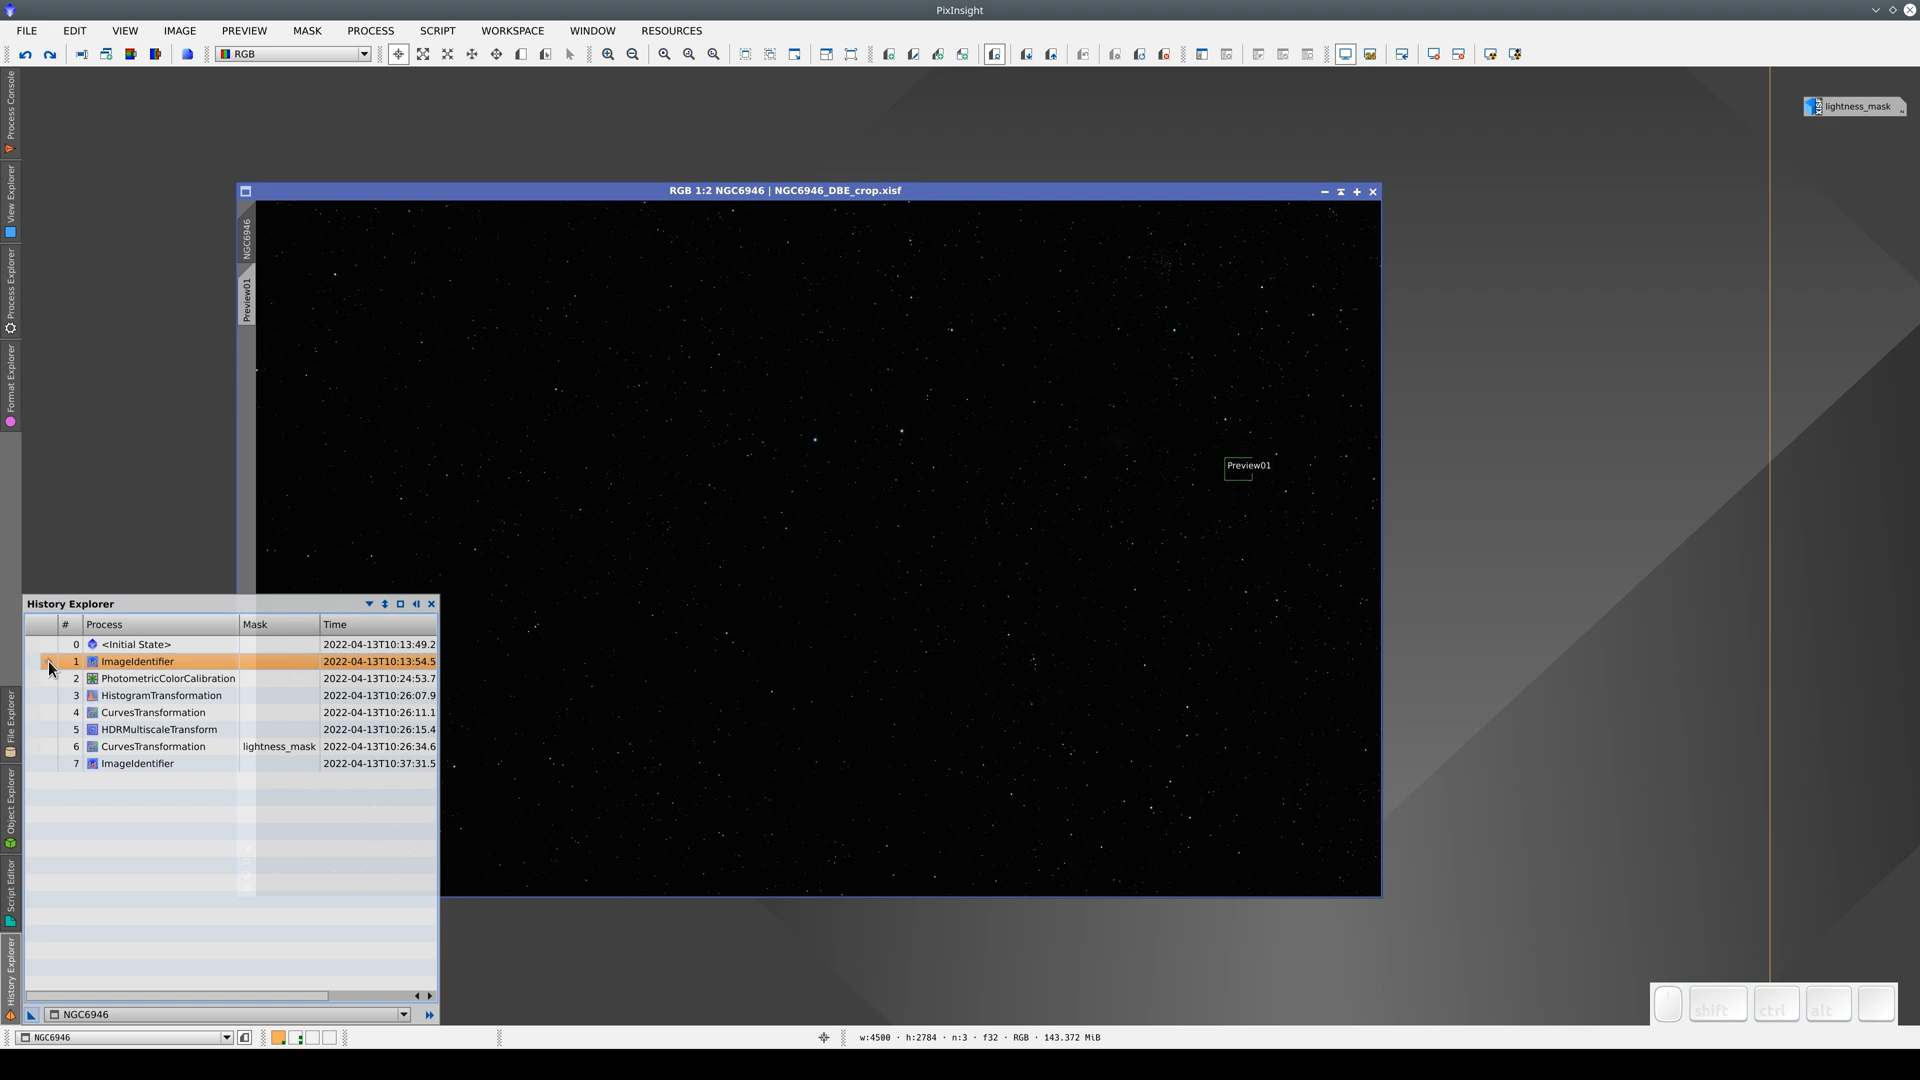 PixInsight
FILE EDIT VIEW IMAGE PREVIEW MASK PROCESS SCRIPT WORKSPACE WINDOW RESOURCES
RGB
Process Console
View Explorer
Process Explorer
Format Explorer
File Explorer
Object Explorer
Script Editor
History Explorer
lightness_mask
RGB 1:2 NGC6946 | NGC6946_DBE_crop.xisf
NGC6946
Preview01
Preview01
History Explorer
# Process Mask Time
0 <Initial State> 2022-04-13T10:13:49.2
1 ImageIdentifier 2022-04-13T10:13:54.5
2 PhotometricColorCalibration 2022-04-13T10:24:53.7
3 HistogramTransformation 2022-04-13T10:26:07.9
4 CurvesTransformation 2022-04-13T10:26:11.1
5 HDRMultiscaleTransform 2022-04-13T10:26:15.4
6 CurvesTransformation lightness_mask 2022-04-13T10:26:34.6
7 ImageIdentifier 2022-04-13T10:37:31.5
NGC6946
shift ctrl alt
NGC6946
w:4500 · h:2784 · n:3 · f32 · RGB · 143.372 MiB